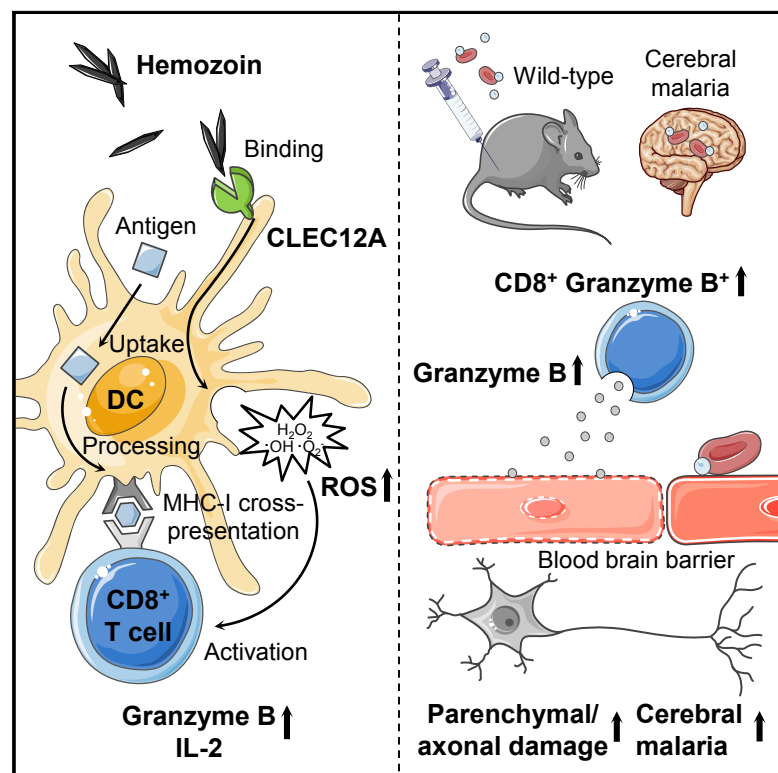 Hemozoin
Binding
CLEC12A
Antigen
Uptake
DC
Processing
H₂O₂
·OH ·O₂⁻
ROS
MHC-I cross-
presentation
CD8⁺
T cell
Activation
Granzyme B
IL-2
Wild-type
Cerebral
malaria
CD8⁺ Granzyme B⁺
Granzyme B
Blood brain barrier
Parenchymal/
axonal damage
Cerebral
malaria